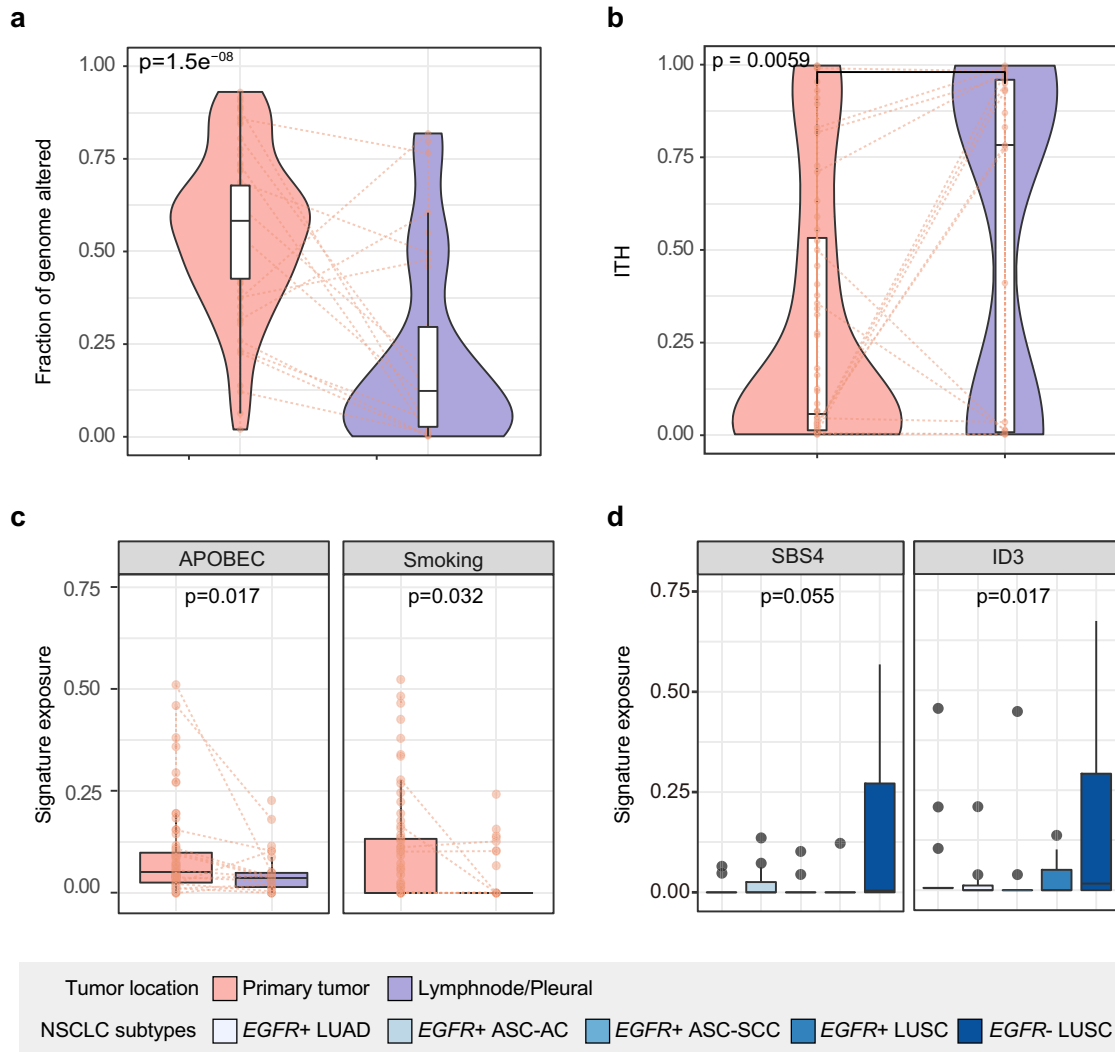 a
p=1.5e−08
1.00
0.75
0.50
0.25
0.00
Fraction of genome altered
b
p = 0.0059
1.00
0.75
0.50
0.25
0.00
ITH
c
APOBEC
Smoking
p=0.017
p=0.032
0.75
0.50
0.25
0.00
Signature exposure
d
SBS4
ID3
p=0.055
p=0.017
0.75
0.50
0.25
0.00
Signature exposure
Tumor location Primary tumor Lymphnode/Pleural
NSCLC subtypes EGFR+ LUAD EGFR+ ASC-AC EGFR+ ASC-SCC EGFR+ LUSC EGFR- LUSC